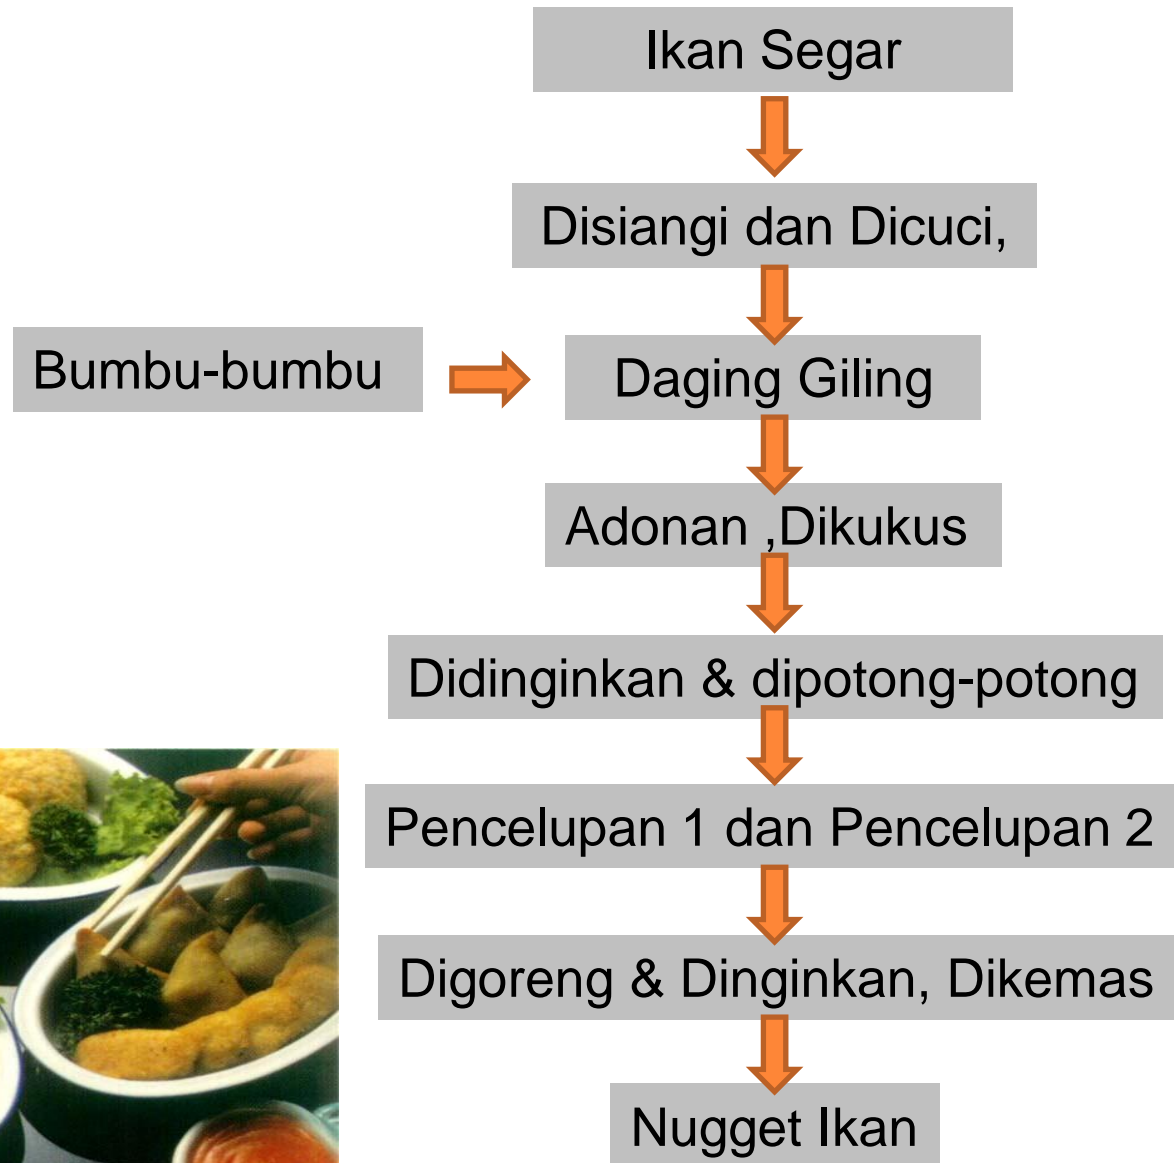 Ikan Segar
Disiangi dan Dicuci,
Bumbu-bumbu
Daging Giling
Adonan ,Dikukus
Didinginkan & dipotong-potong
Pencelupan 1 dan Pencelupan 2
Digoreng & Dinginkan, Dikemas
Nugget Ikan